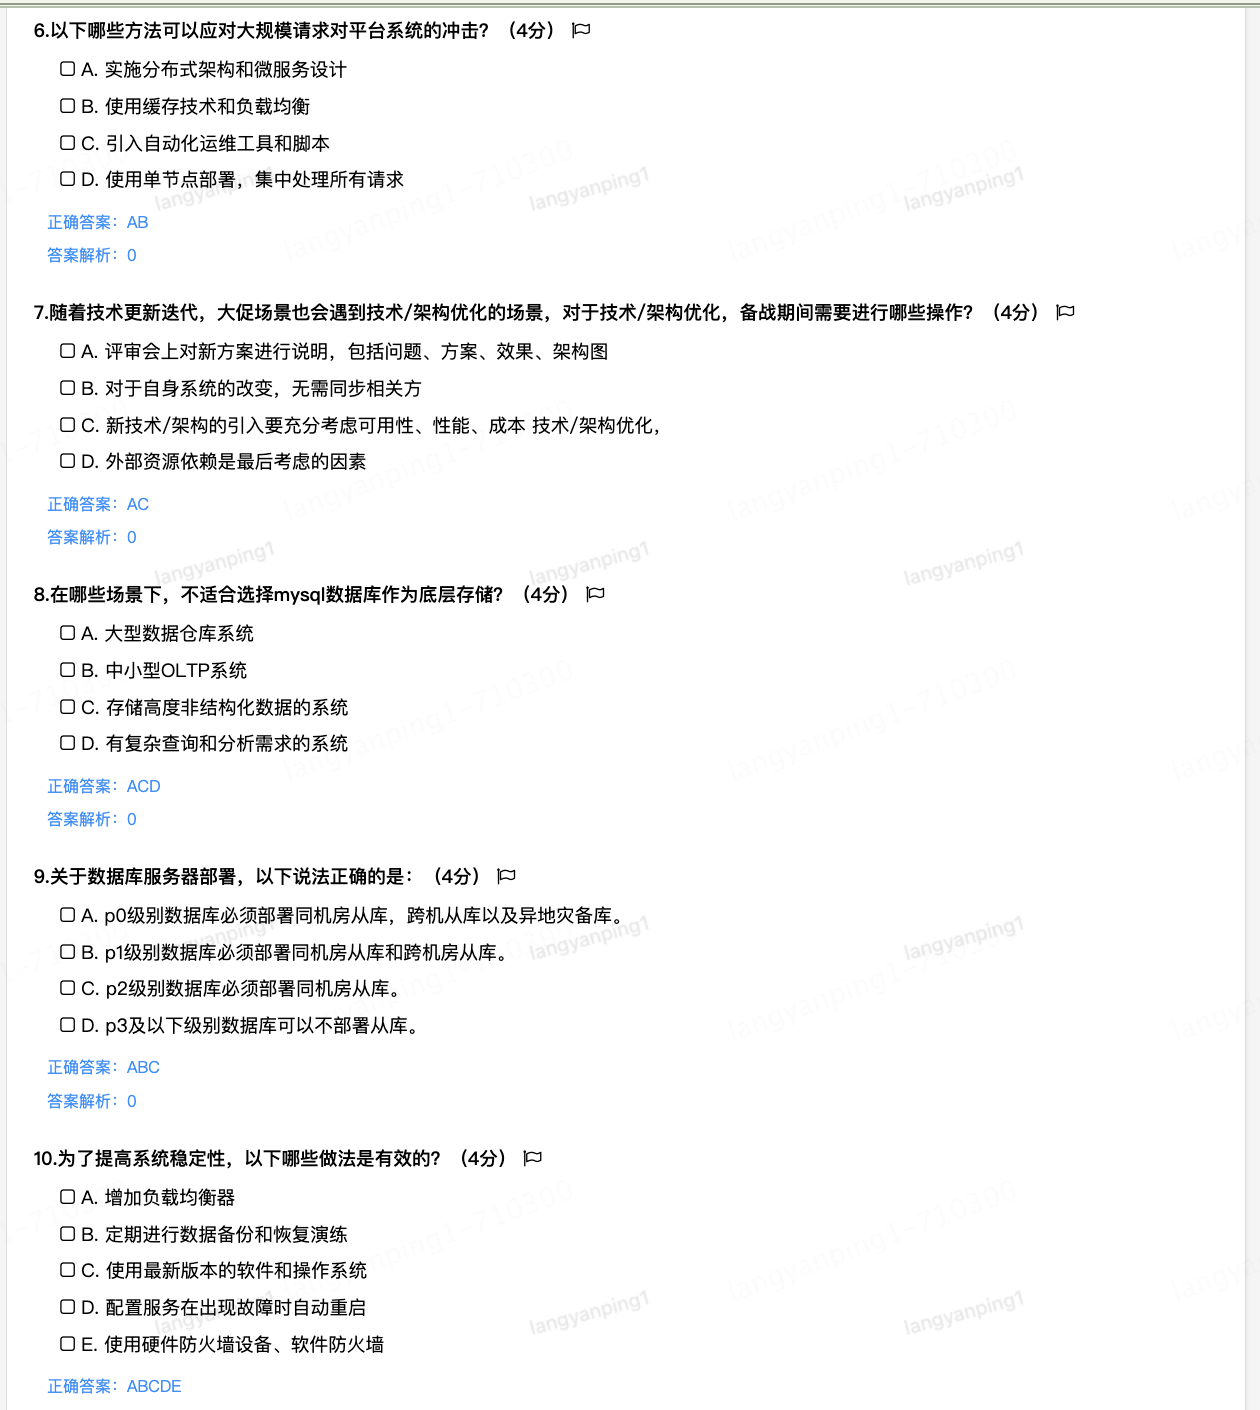 6.以下哪些方法可以应对大规模请求对平台系统的冲击？（4分）
A. 实施分布式架构和微服务设计
B. 使用缓存技术和负载均衡
C. 引入自动化运维工具和脚本
D. 使用单节点部署，集中处理所有请求
langyanping1 langyanping1 langyanping1
正确答案：AB
答案解析：0
7.随着技术更新迭代，大促场景也会遇到技术/架构优化的场景，对于技术/架构优化，备战期间需要进行哪些操作？（4分）
A. 评审会上对新方案进行说明，包括问题、方案、效果、架构图
B. 对于自身系统的改变，无需同步相关方
C. 新技术/架构的引入要充分考虑可用性、性能、成本 技术/架构优化，
D. 外部资源依赖是最后考虑的因素
正确答案：AC
答案解析：0
langyanping1 langyanping1 langyanping1
8.在哪些场景下，不适合选择mysql数据库作为底层存储？（4分）
A. 大型数据仓库系统
B. 中小型OLTP系统
C. 存储高度非结构化数据的系统
D. 有复杂查询和分析需求的系统
正确答案：ACD
答案解析：0
9.关于数据库服务器部署，以下说法正确的是：（4分）
A. p0级别数据库必须部署同机房从库，跨机从库以及异地灾备库。
B. p1级别数据库必须部署同机房从库和跨机房从库。
langyanping1 langyanping1 langyanping1
C. p2级别数据库必须部署同机房从库。
D. p3及以下级别数据库可以不部署从库。
正确答案：ABC
答案解析：0
10.为了提高系统稳定性，以下哪些做法是有效的？（4分）
A. 增加负载均衡器
B. 定期进行数据备份和恢复演练
C. 使用最新版本的软件和操作系统
D. 配置服务在出现故障时自动重启
langyanping1 langyanping1 langyanping1
E. 使用硬件防火墙设备、软件防火墙
正确答案：ABCDE